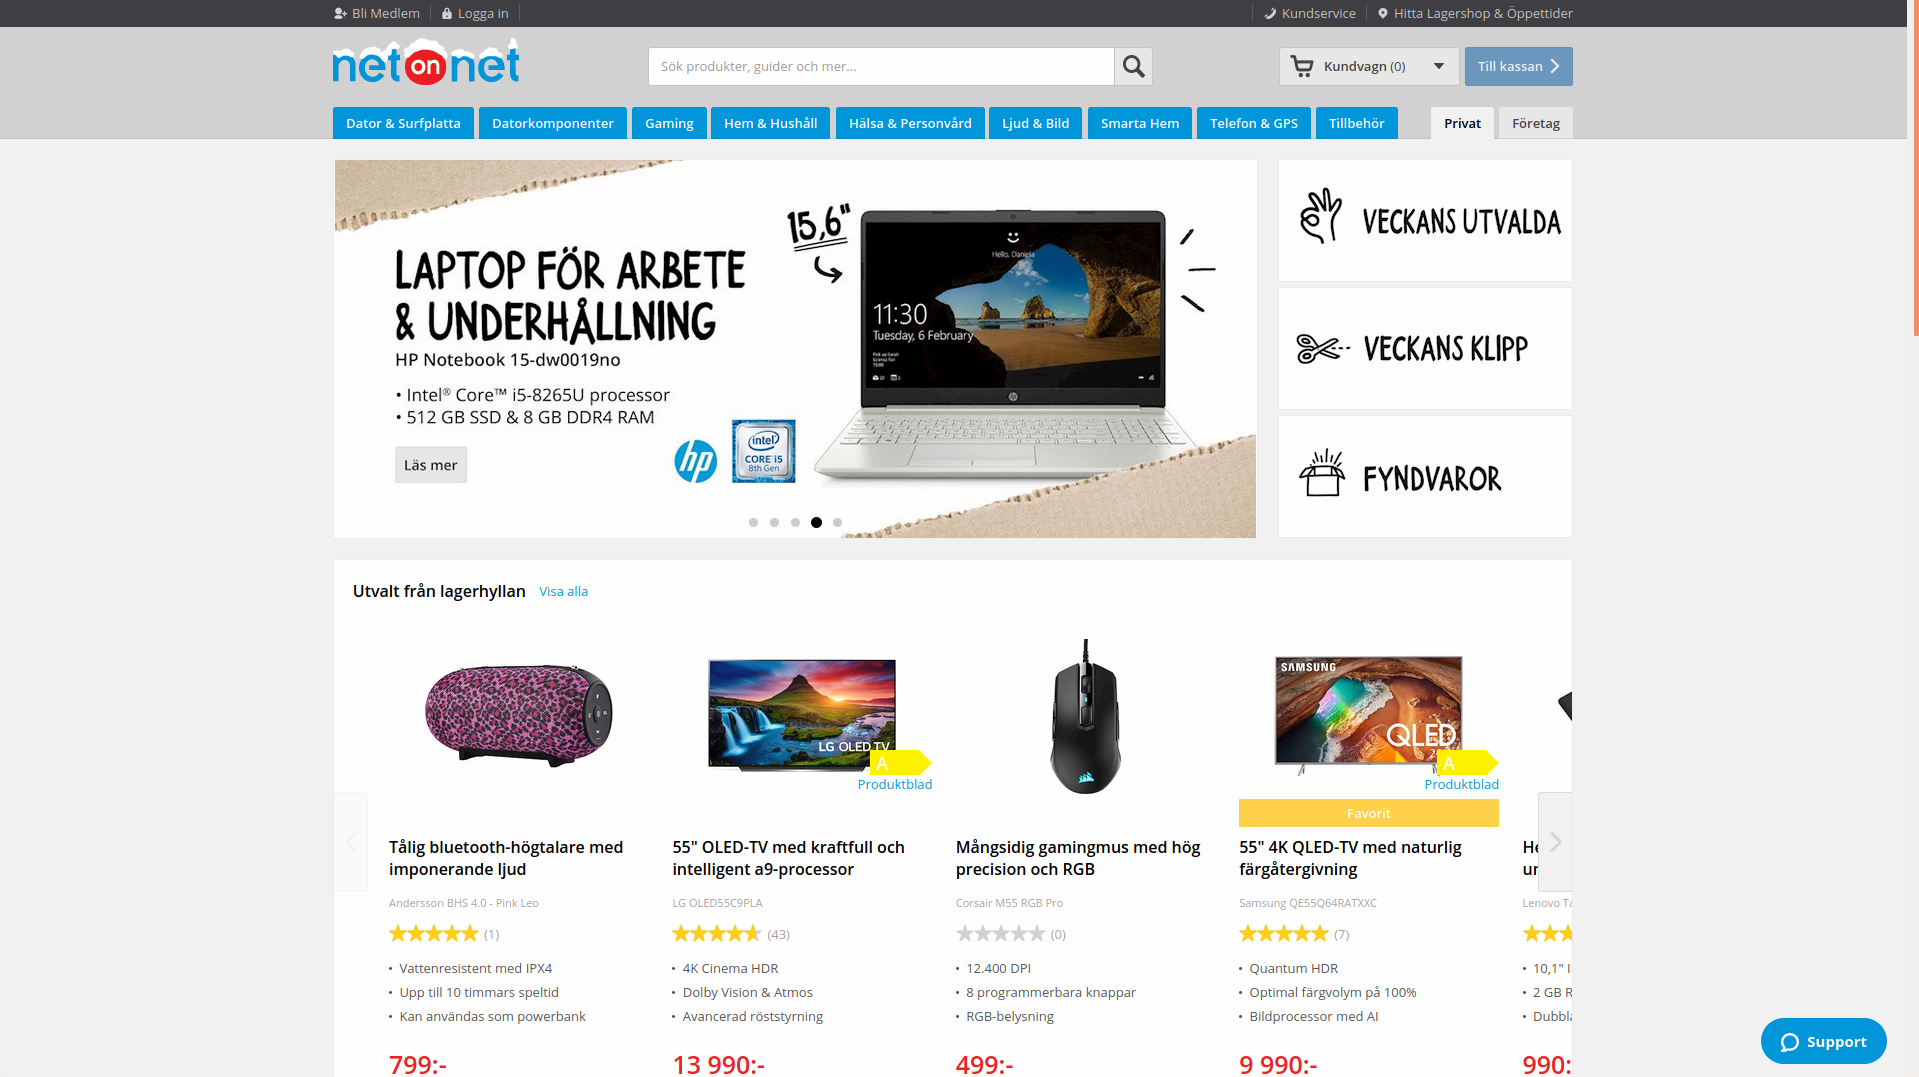 Bli Medlem
Logga in
Kundservice
Hitta Lagershop & Öppettider
net on net
Sök produkter, guider och mer...
Kundvagn (0)
Till kassan
Dator & Surfplatta
Datorkomponenter
Gaming
Hem & Hushåll
Hälsa & Personvård
Ljud & Bild
Smarta Hem
Telefon & GPS
Tillbehör
Privat
Företag
15,6"
LAPTOP FÖR ARBETE
& UNDERHÅLLNING
HP Notebook 15-dw0019no
• Intel® Core™ i5-8265U processor
• 512 GB SSD & 8 GB DDR4 RAM
Läs mer
hp
intel
CORE i5
8th Gen
Hello, Daniela
11:30
Tuesday, 6 February
VECKANS UTVALDA
VECKANS KLIPP
FYNDVAROR
Utvalt från lagerhyllan
Visa alla
LG OLED TV
A
Produktblad
SAMSUNG
QLED
A
Produktblad
Favorit
Tålig bluetooth-högtalare med
imponerande ljud
Andersson BHS 4.0 - Pink Leo
(1)
• Vattenresistent med IPX4
• Upp till 10 timmars speltid
• Kan användas som powerbank
799:-
55" OLED-TV med kraftfull och
intelligent a9-processor
LG OLED55C9PLA
(43)
• 4K Cinema HDR
• Dolby Vision & Atmos
• Avancerad röststyrning
13 990:-
Mångsidig gamingmus med hög
precision och RGB
Corsair M55 RGB Pro
(0)
• 12.400 DPI
• 8 programmerbara knappar
• RGB-belysning
499:-
55" 4K QLED-TV med naturlig
färgåtergivning
Samsung QE55Q64RATXXC
(7)
• Quantum HDR
• Optimal färgvolym på 100%
• Bildprocessor med AI
9 990:-
Lenovo
• 10,1"
• 2 GB
990:-
Support